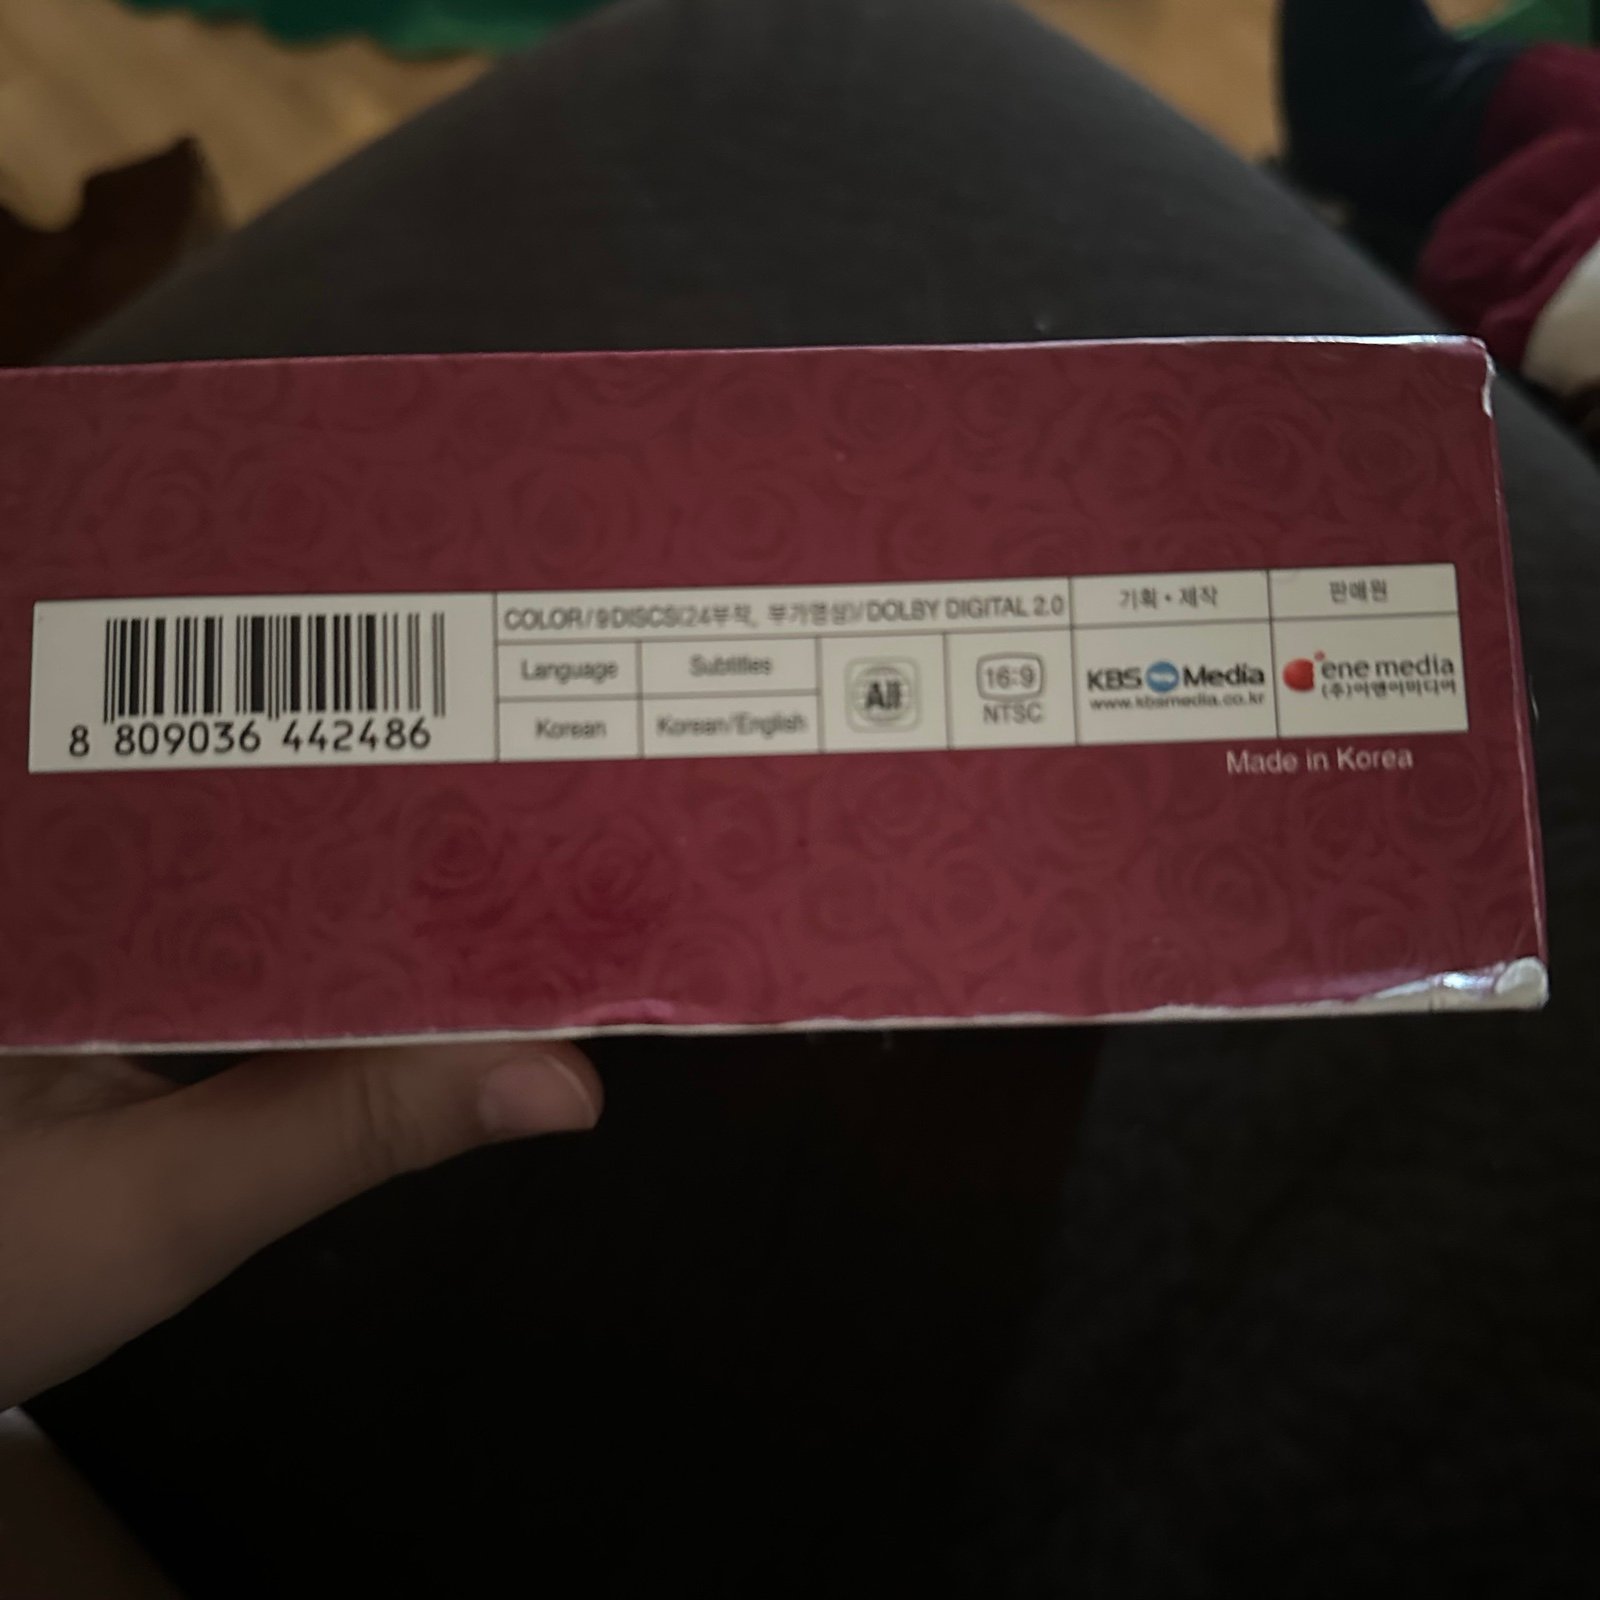 COLOR/9DISCS(24부작, 부가영상)/DOLBY DIGITAL 2.0
기획•제작
판매원
Language
Subtitles
Korean
Korean/English
All
16:9
NTSC
KBS Media
www.kbsmedia.co.kr
ene media
(주)이앤이미디어
8 809036 442486
Made in Korea